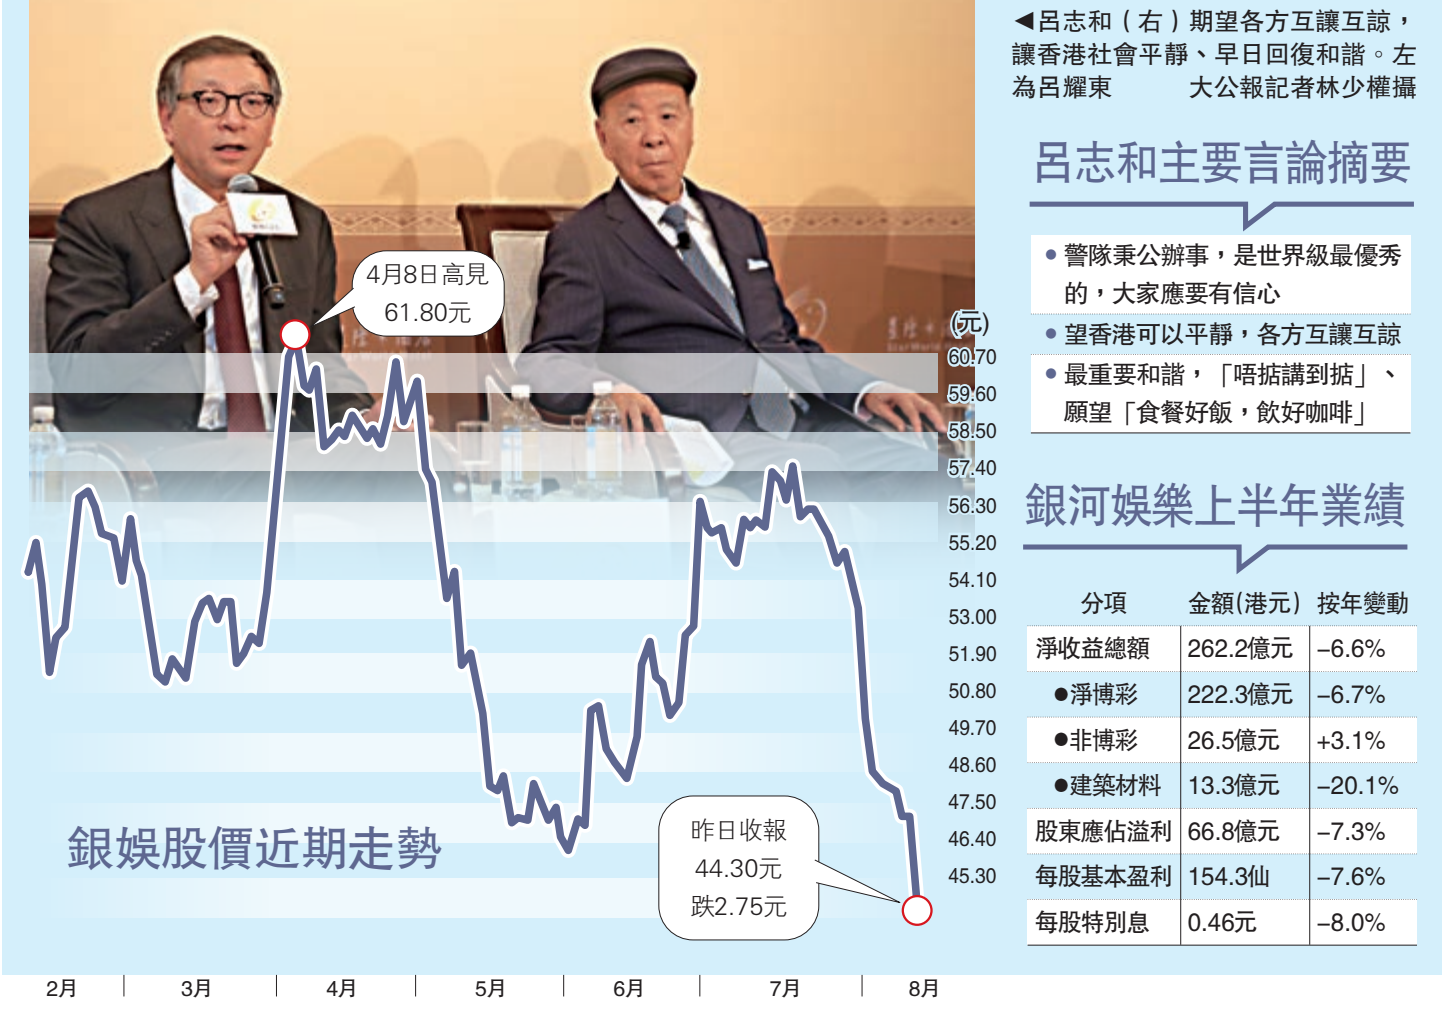 ◀呂志和（右）期望各方互讓互諒，
讓香港社會平靜、早日回復和諧。左
為呂耀東 大公報記者林少權攝
呂志和主要言論摘要
● 警隊秉公辦事，是世界級最優秀
的，大家應要有信心
● 望香港可以平靜，各方互讓互諒
● 最重要和諧，「唔掂講到掂」、
願望「食餐好飯，飲好咖啡」
銀河娛樂上半年業績
分項 金額(港元) 按年變動
淨收益總額 262.2億元 –6.6%
●淨博彩 222.3億元 –6.7%
●非博彩 26.5億元 +3.1%
●建築材料 13.3億元 –20.1%
股東應佔溢利 66.8億元 –7.3%
每股基本盈利 154.3仙 –7.6%
每股特別息 0.46元 –8.0%
4月8日高見
61.80元
(元)
60.70
59.60
58.50
57.40
56.30
55.20
54.10
53.00
51.90
50.80
49.70
48.60
47.50
46.40
45.30
銀娛股價近期走勢
昨日收報
44.30元
跌2.75元
2月 3月 4月 5月 6月 7月 8月